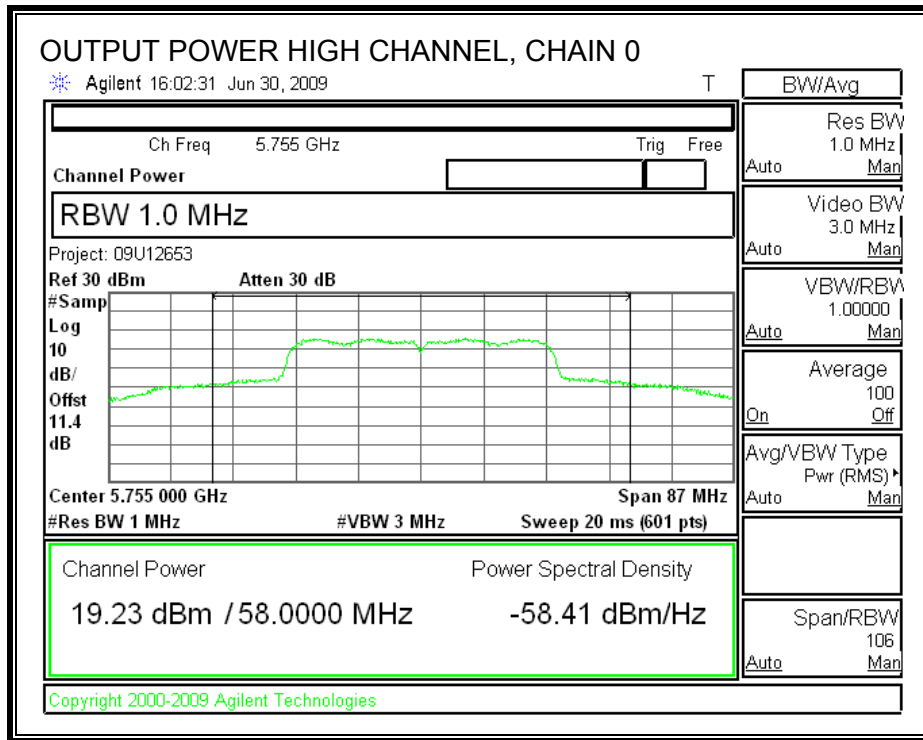 OUTPUT POWER HIGH CHANNEL, CHAIN 0
Agilent 16:02:31 Jun 30, 2009 T
BW/Avg
Ch Freq 5.755 GHz Trig Free
Channel Power
RBW 1.0 MHz
Project: 09U12653
Ref 30 dBm Atten 30 dB
#Samp
Log
10
dB/
Offst
11.4
dB
Center 5.755 000 GHz Span 87 MHz
#Res BW 1 MHz #VBW 3 MHz Sweep 20 ms (601 pts)
Channel Power Power Spectral Density
19.23 dBm / 58.0000 MHz -58.41 dBm/Hz
Copyright 2000-2009 Agilent Technologies
Res BW
1.0 MHz
Auto Man
Video BW
3.0 MHz
Auto Man
VBW/RBW
1.00000
Auto Man
Average
100
On Off
Avg/VBW Type
Pwr (RMS)
Auto Man
Span/RBW
106
Auto Man